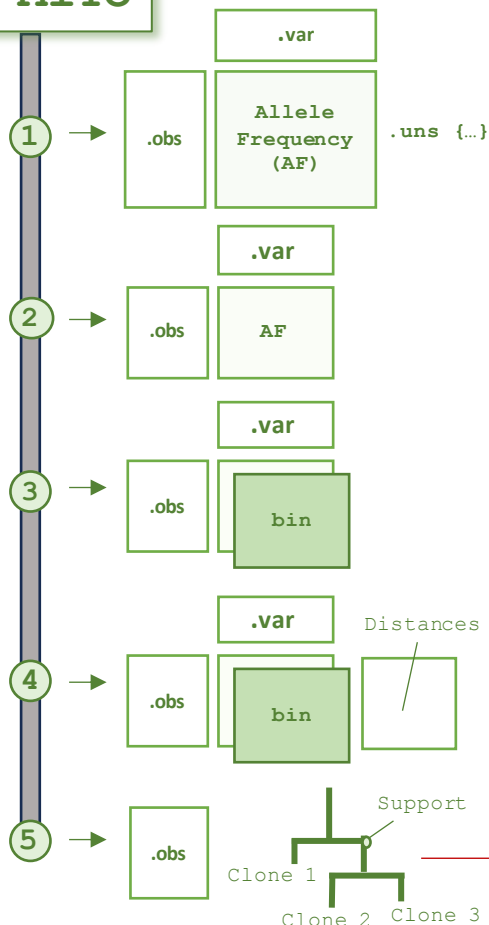 .var
1
.obs
Allele
Frequency
(AF)
.uns {…}
.var
2
.obs
AF
.var
3
.obs
bin
.var
Distances
4
.obs
bin
Support
5
.obs
Clone 1
Clone 2
Clone 3